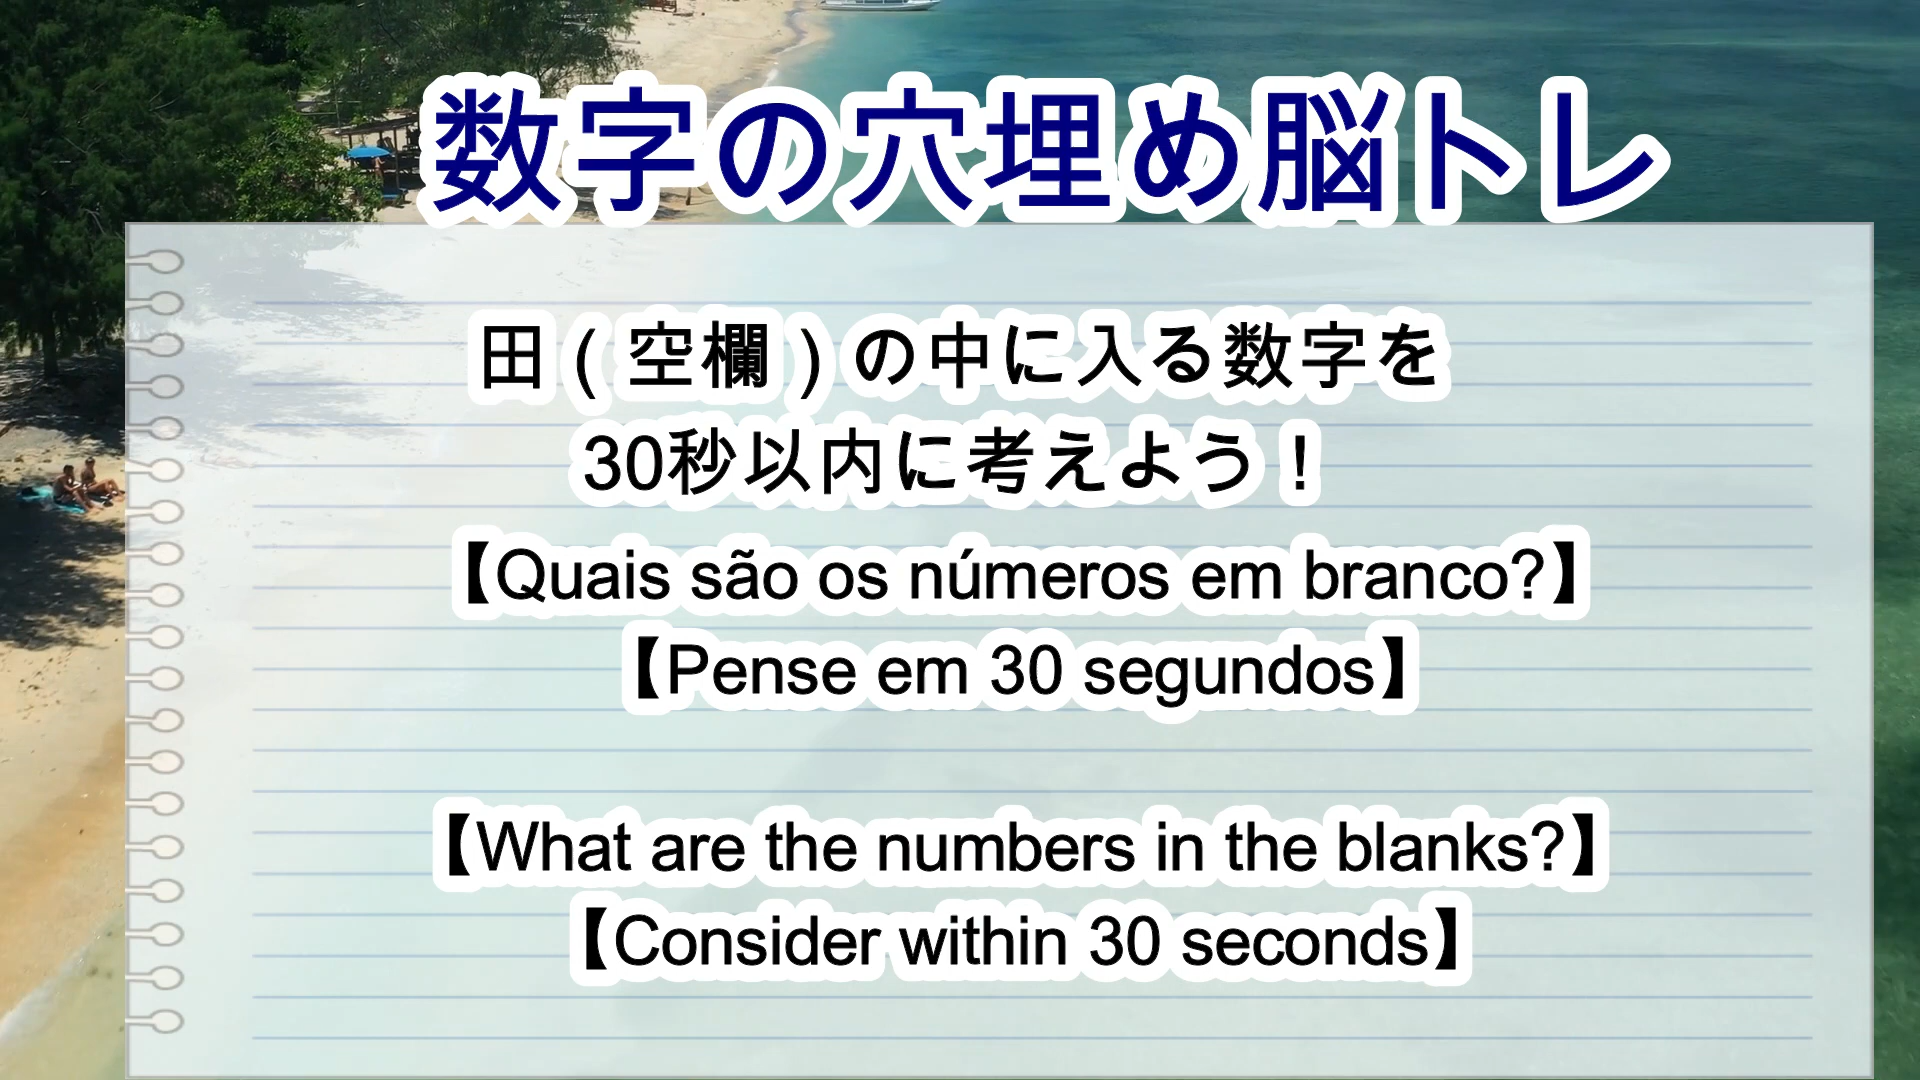 数字の穴埋め脳トレ
田（空欄）の中に入る数字を
30秒以内に考えよう！
【Quais são os números em branco?】
【Pense em 30 segundos】
【What are the numbers in the blanks?】
【Consider within 30 seconds】